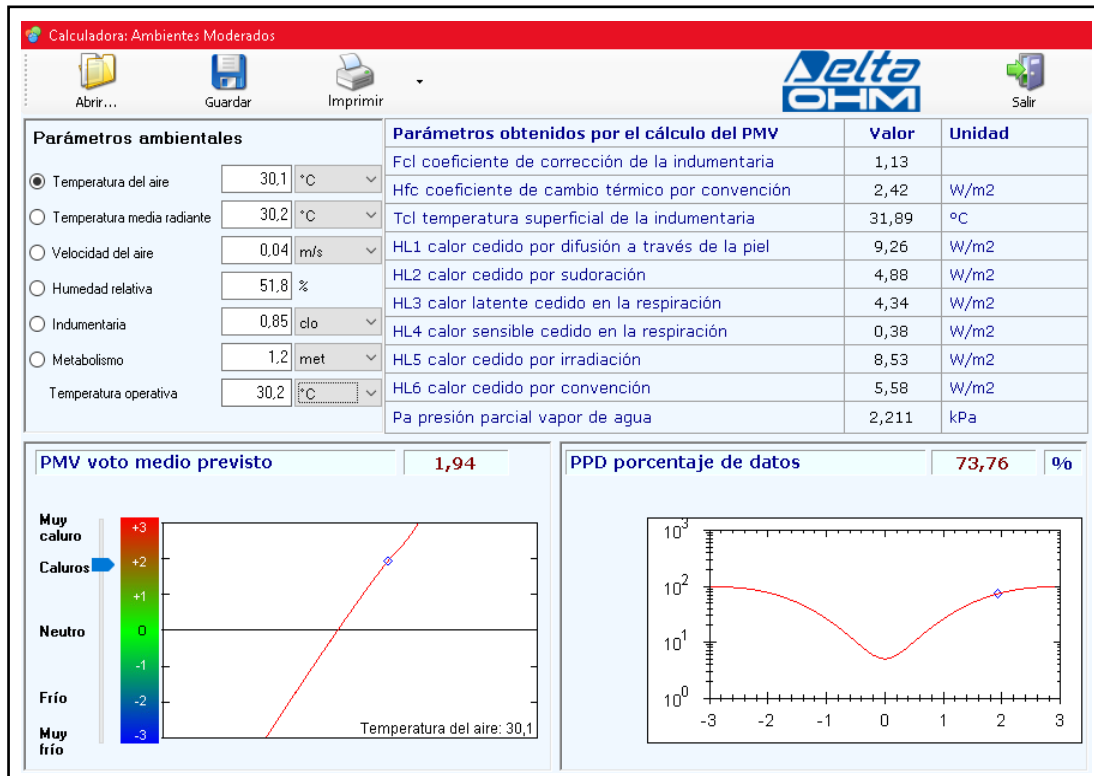 Calculadora: Ambientes Moderados
Abrir... Guardar Imprimir Delta OHM Salir
Parámetros ambientales
Temperatura del aire 30,1 °C
Temperatura media radiante 30,2 °C
Velocidad del aire 0,04 m/s
Humedad relativa 51,8 %
Indumentaria 0,85 clo
Metabolismo 1,2 met
Temperatura operativa 30,2 °C
Parámetros obtenidos por el cálculo del PMV Valor Unidad
Fcl coeficiente de corrección de la indumentaria 1,13
Hfc coeficiente de cambio térmico por convención 2,42 W/m2
Tcl temperatura superficial de la indumentaria 31,89 ºC
HL1 calor cedido por difusión a través de la piel 9,26 W/m2
HL2 calor cedido por sudoración 4,88 W/m2
HL3 calor latente cedido en la respiración 4,34 W/m2
HL4 calor sensible cedido en la respiración 0,38 W/m2
HL5 calor cedido por irradiación 8,53 W/m2
HL6 calor cedido por convención 5,58 W/m2
Pa presión parcial vapor de agua 2,211 kPa
PMV voto medio previsto 1,94
Muy
caluro
Caluros
Neutro
Frío
Muy
frío
+3
+2
+1
0
-1
-2
-3
Temperatura del aire: 30,1
PPD porcentaje de datos 73,76 %
10³
10²
10¹
10⁰
-3 -2 -1 0 1 2 3